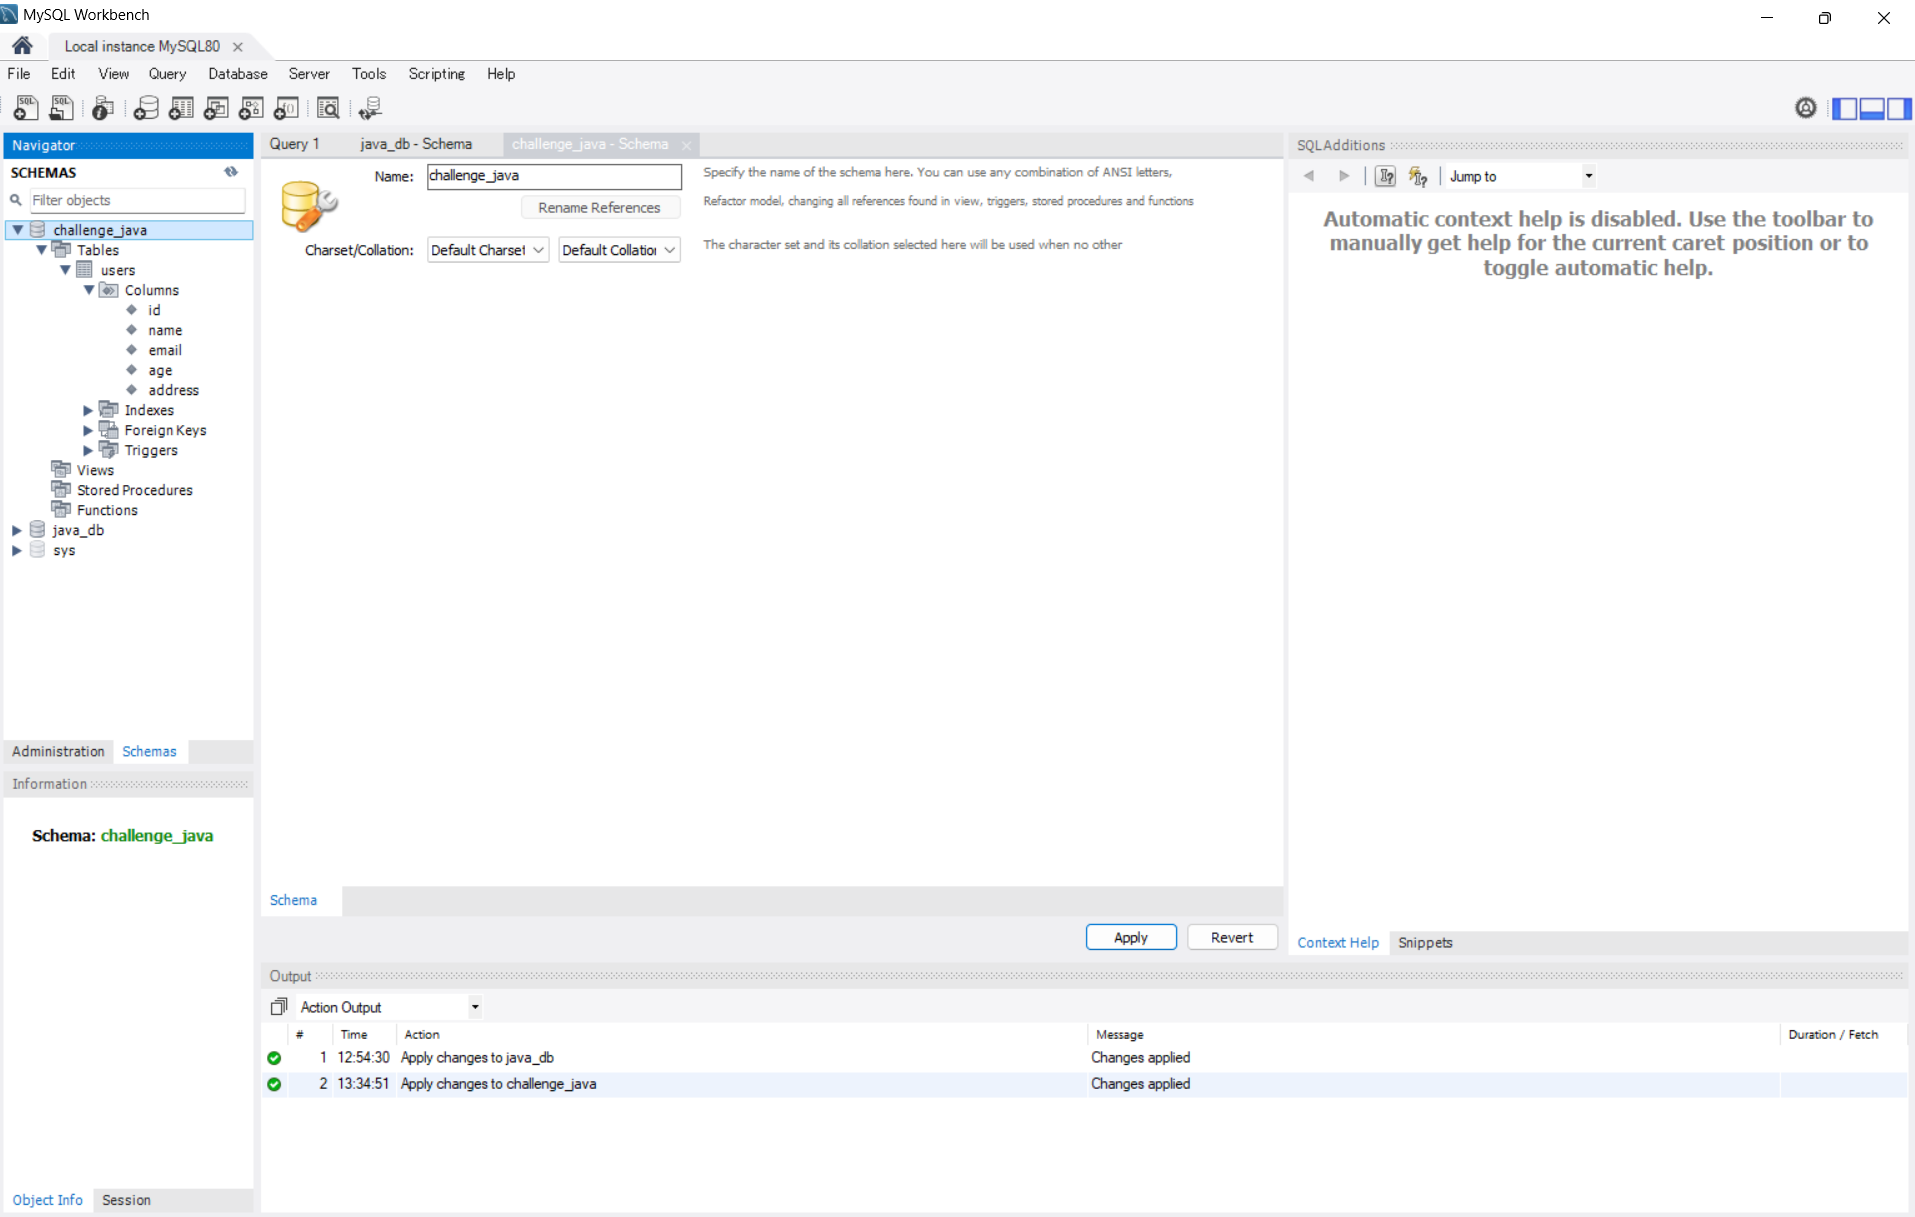 MySQL Workbench
Local instance MySQL80
File Edit View Query Database Server Tools Scripting Help
Navigator
SCHEMAS
Filter objects
challenge_java
Tables
users
Columns
id
name
email
age
address
Indexes
Foreign Keys
Triggers
Views
Stored Procedures
Functions
java_db
sys
Administration Schemas
Information
Schema: challenge_java
Object Info Session
Query 1 java_db - Schema challenge_java - Schema
Name: challenge_java Specify the name of the schema here. You can use any combination of ANSI letters,
Rename References Refactor model, changing all references found in view, triggers, stored procedures and functions
Charset/Collation: Default Charset Default Collation The character set and its collation selected here will be used when no other
Schema
Apply Revert
SQLAdditions
Jump to
Automatic context help is disabled. Use the toolbar to
manually get help for the current caret position or to
toggle automatic help.
Context Help Snippets
Output
Action Output
# Time Action Message Duration / Fetch
1 12:54:30 Apply changes to java_db Changes applied
2 13:34:51 Apply changes to challenge_java Changes applied